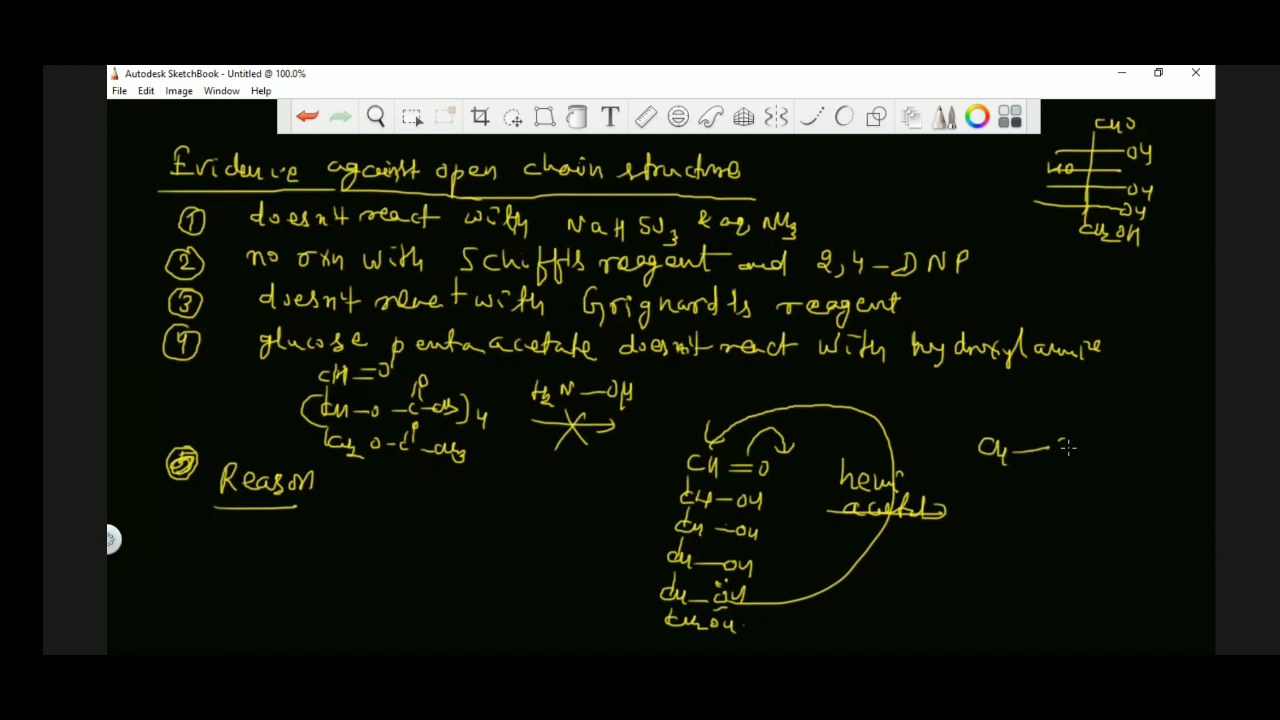 Autodesk SketchBook - Untitled @ 100.0%
File Edit Image Window Help
Evidence against open chain structure
① doesn't react with NaHSO3 & aq NH3
② no rxn with Schiff's reagent and 2,4-DNP
③ doesn't react with Grignard's reagent
④ glucose pentaacetate doesn't react with hydroxylamine
CHO
OH
HO
OH
OH
CH2OH
CH=O
(CH-O-C-CH3)4
CH2O-C-CH3
H2N-OH
⑤ Reason
CH=O
CH-OH
CH-OH
CH-OH
CH-OH
CH2OH
hemi
acetal
CH-